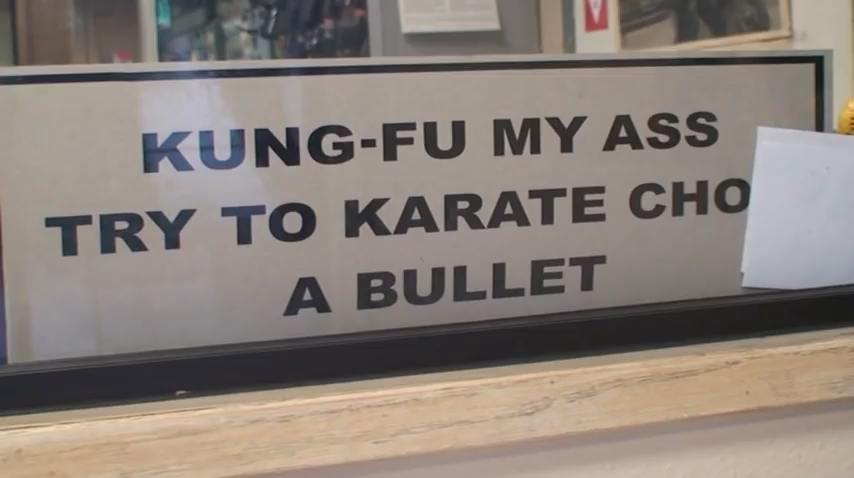 KUNG-FU MY ASS
TRY TO KARATE CHO
A BULLET